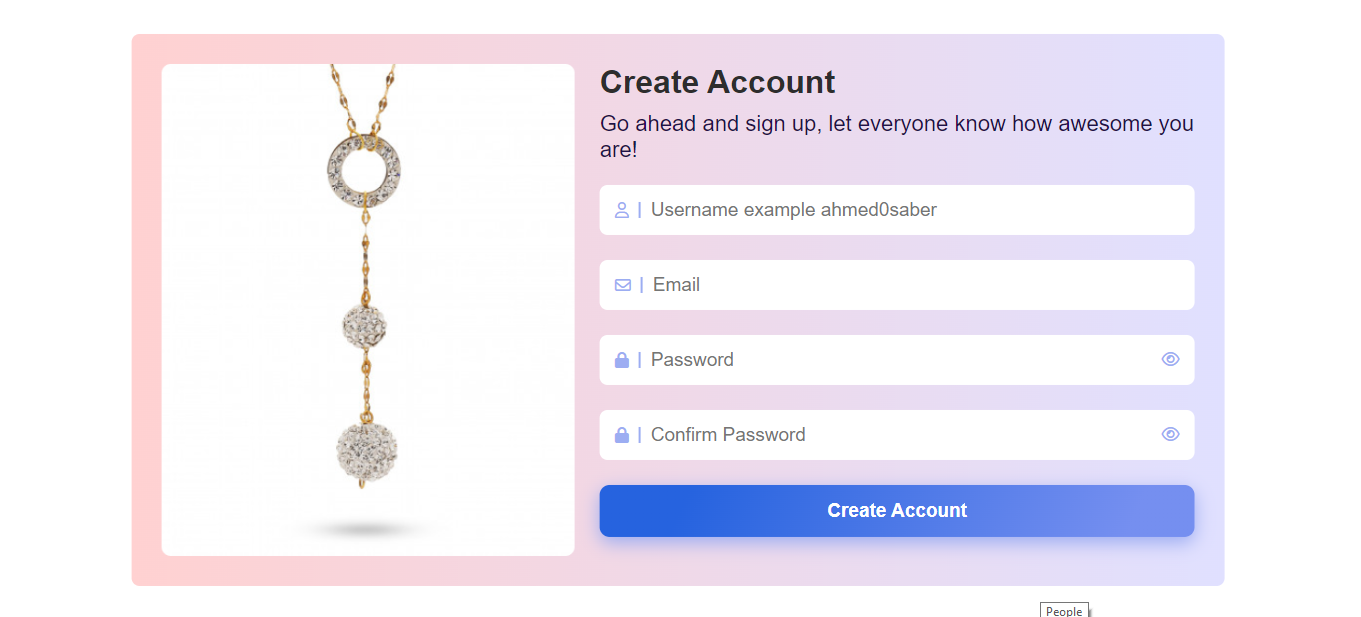 Create Account
Go ahead and sign up, let everyone know how awesome you
are!
Username example ahmed0saber
Email
Password
Confirm Password
Create Account
People